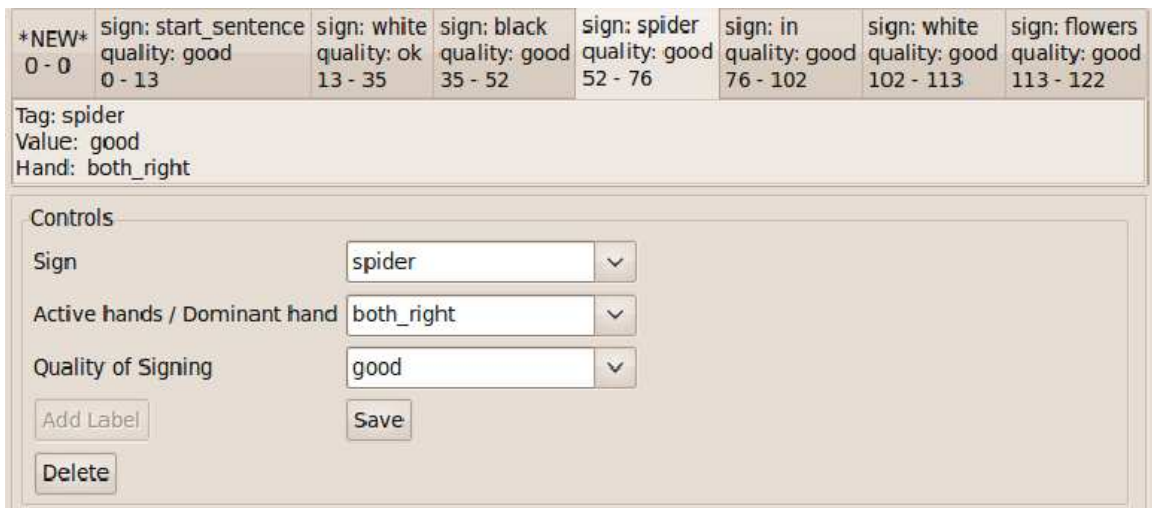 *NEW*
0 - 0
sign: start_sentence
quality: good
0 - 13
sign: white
quality: ok
13 - 35
sign: black
quality: good
35 - 52
sign: spider
quality: good
52 - 76
sign: in
quality: good
76 - 102
sign: white
quality: good
102 - 113
sign: flowers
quality: good
113 - 122
Tag: spider
Value: good
Hand: both_right
Controls
Sign spider
Active hands / Dominant hand both_right
Quality of Signing good
Add Label Save
Delete